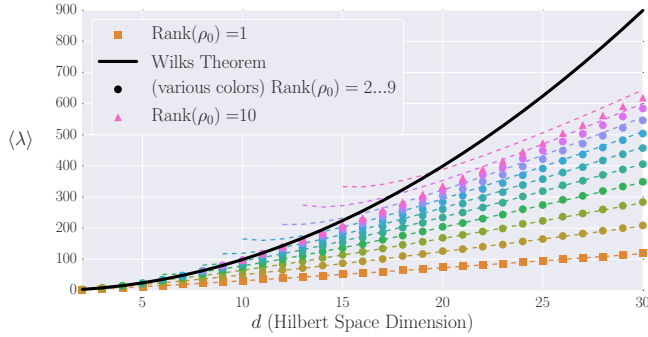 900
800
700
600
500
400
300
200
100
0
⟨λ⟩
Rank(ρ₀) =1
Wilks Theorem
(various colors) Rank(ρ₀) = 2...9
Rank(ρ₀) =10
5 10 15 20 25 30
d (Hilbert Space Dimension)